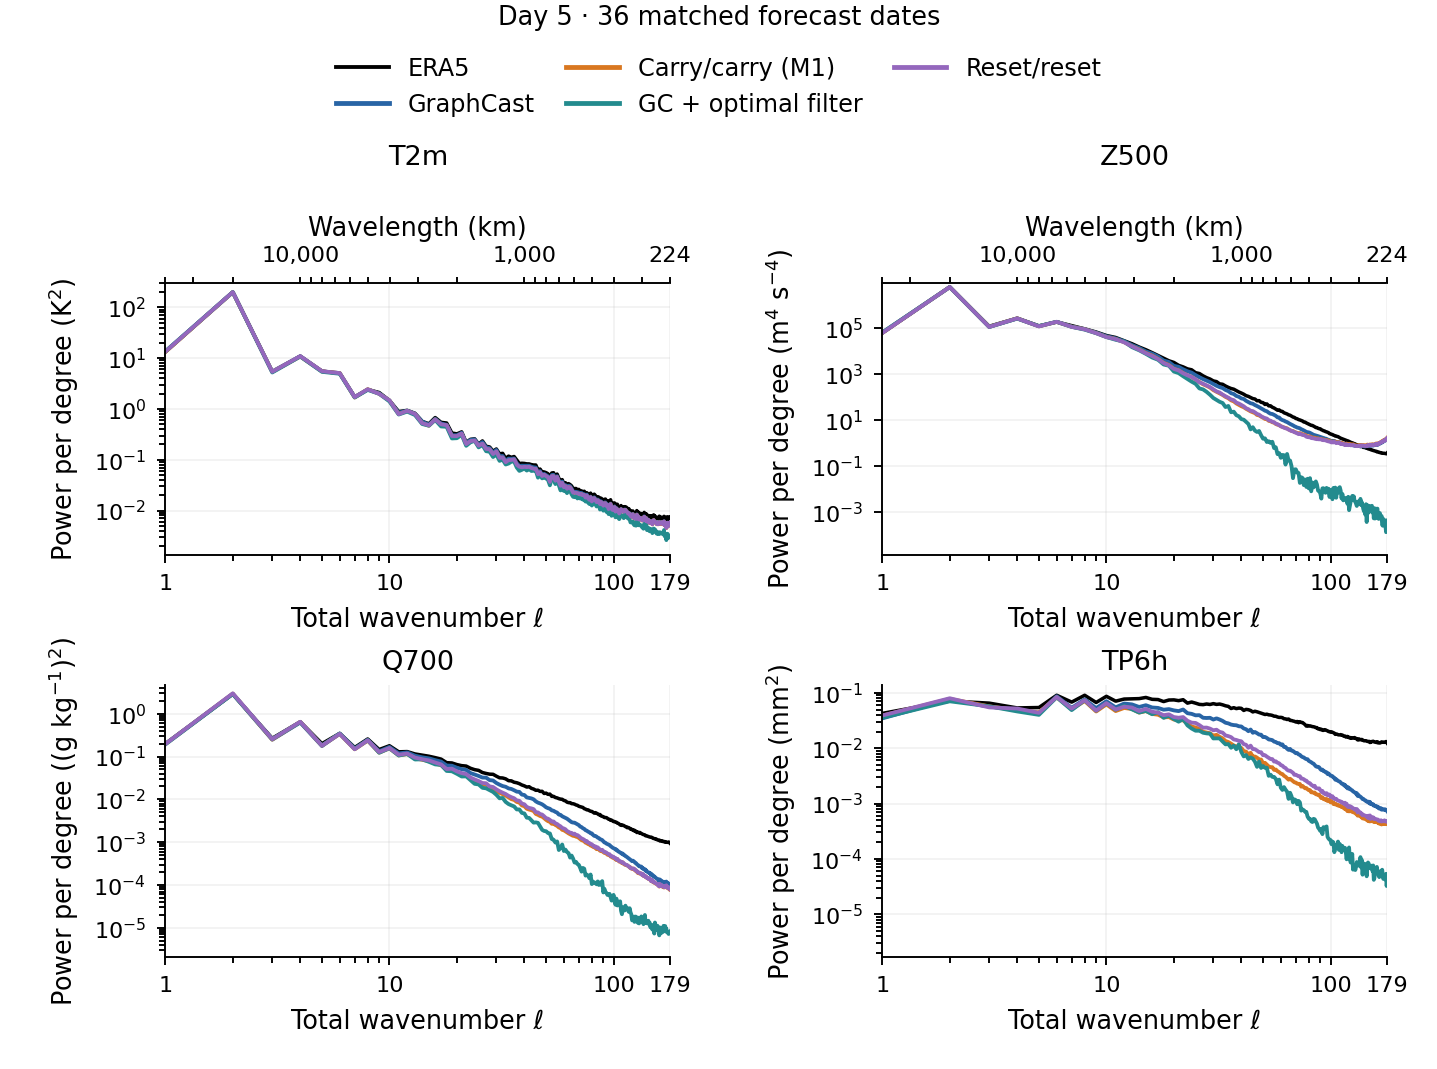 Day 5 · 36 matched forecast dates
ERA5
Carry/carry (M1)
Reset/reset
GraphCast
GC + optimal filter
T2m
Wavelength (km)
10,000 1,000 224
Power per degree (K²)
10² 10¹ 10⁰ 10⁻¹ 10⁻²
1 10 100 179
Total wavenumber ℓ
Z500
Wavelength (km)
10,000 1,000 224
Power per degree (m⁴ s⁻⁴)
10⁵ 10³ 10¹ 10⁻¹ 10⁻³
1 10 100 179
Total wavenumber ℓ
Q700
Power per degree ((g kg⁻¹)²)
10⁰ 10⁻¹ 10⁻² 10⁻³ 10⁻⁴ 10⁻⁵
1 10 100 179
Total wavenumber ℓ
TP6h
Power per degree (mm²)
10⁻¹ 10⁻² 10⁻³ 10⁻⁴ 10⁻⁵
1 10 100 179
Total wavenumber ℓ